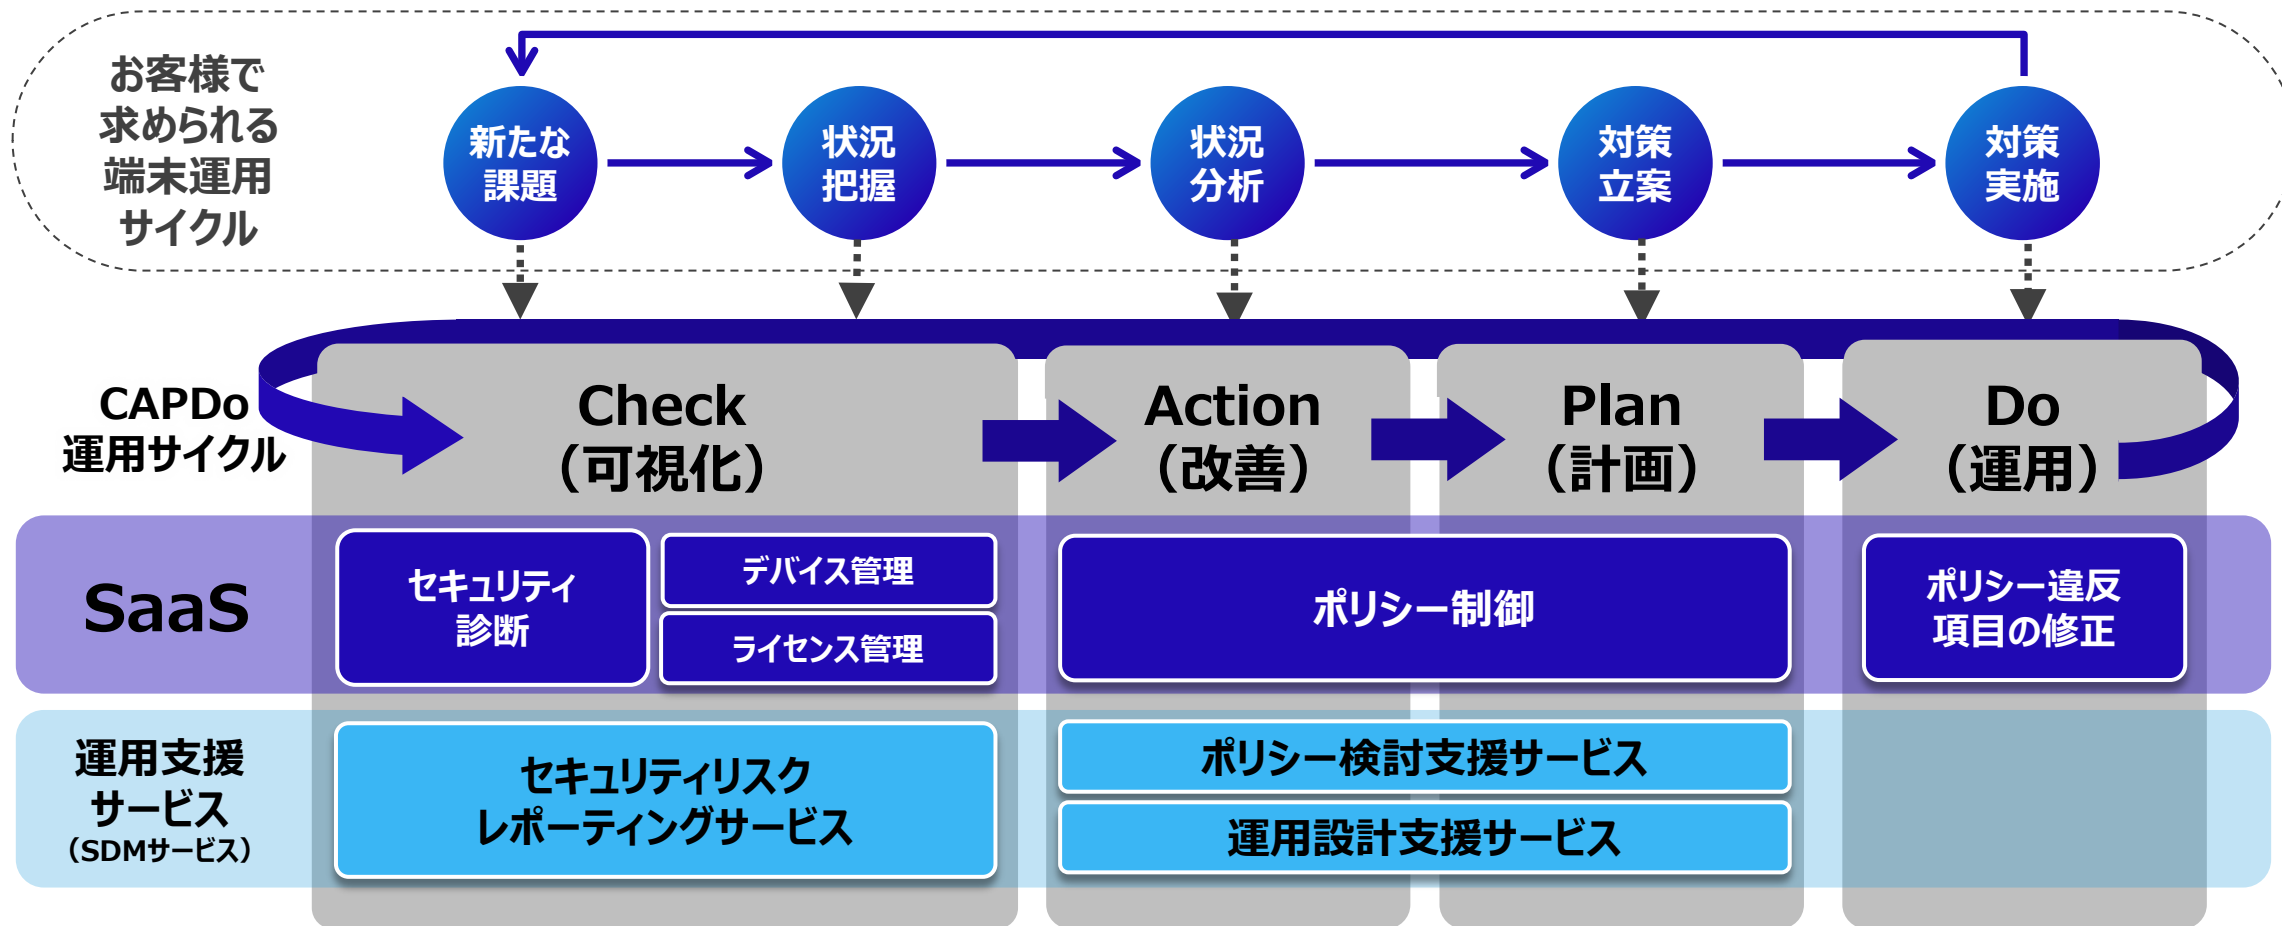 お客様で
求められる
端末運用
サイクル
新たな
課題
状況
把握
状況
分析
対策
立案
対策
実施
CAPDo
運用サイクル
Check
（可視化）
Action
（改善）
Plan
（計画）
Do
（運用）
SaaS
セキュリティ
診断
デバイス管理
ライセンス管理
ポリシー制御
ポリシー違反
項目の修正
運用支援
サービス
（SDMサービス）
セキュリティリスク
レポーティングサービス
ポリシー検討支援サービス
運用設計支援サービス